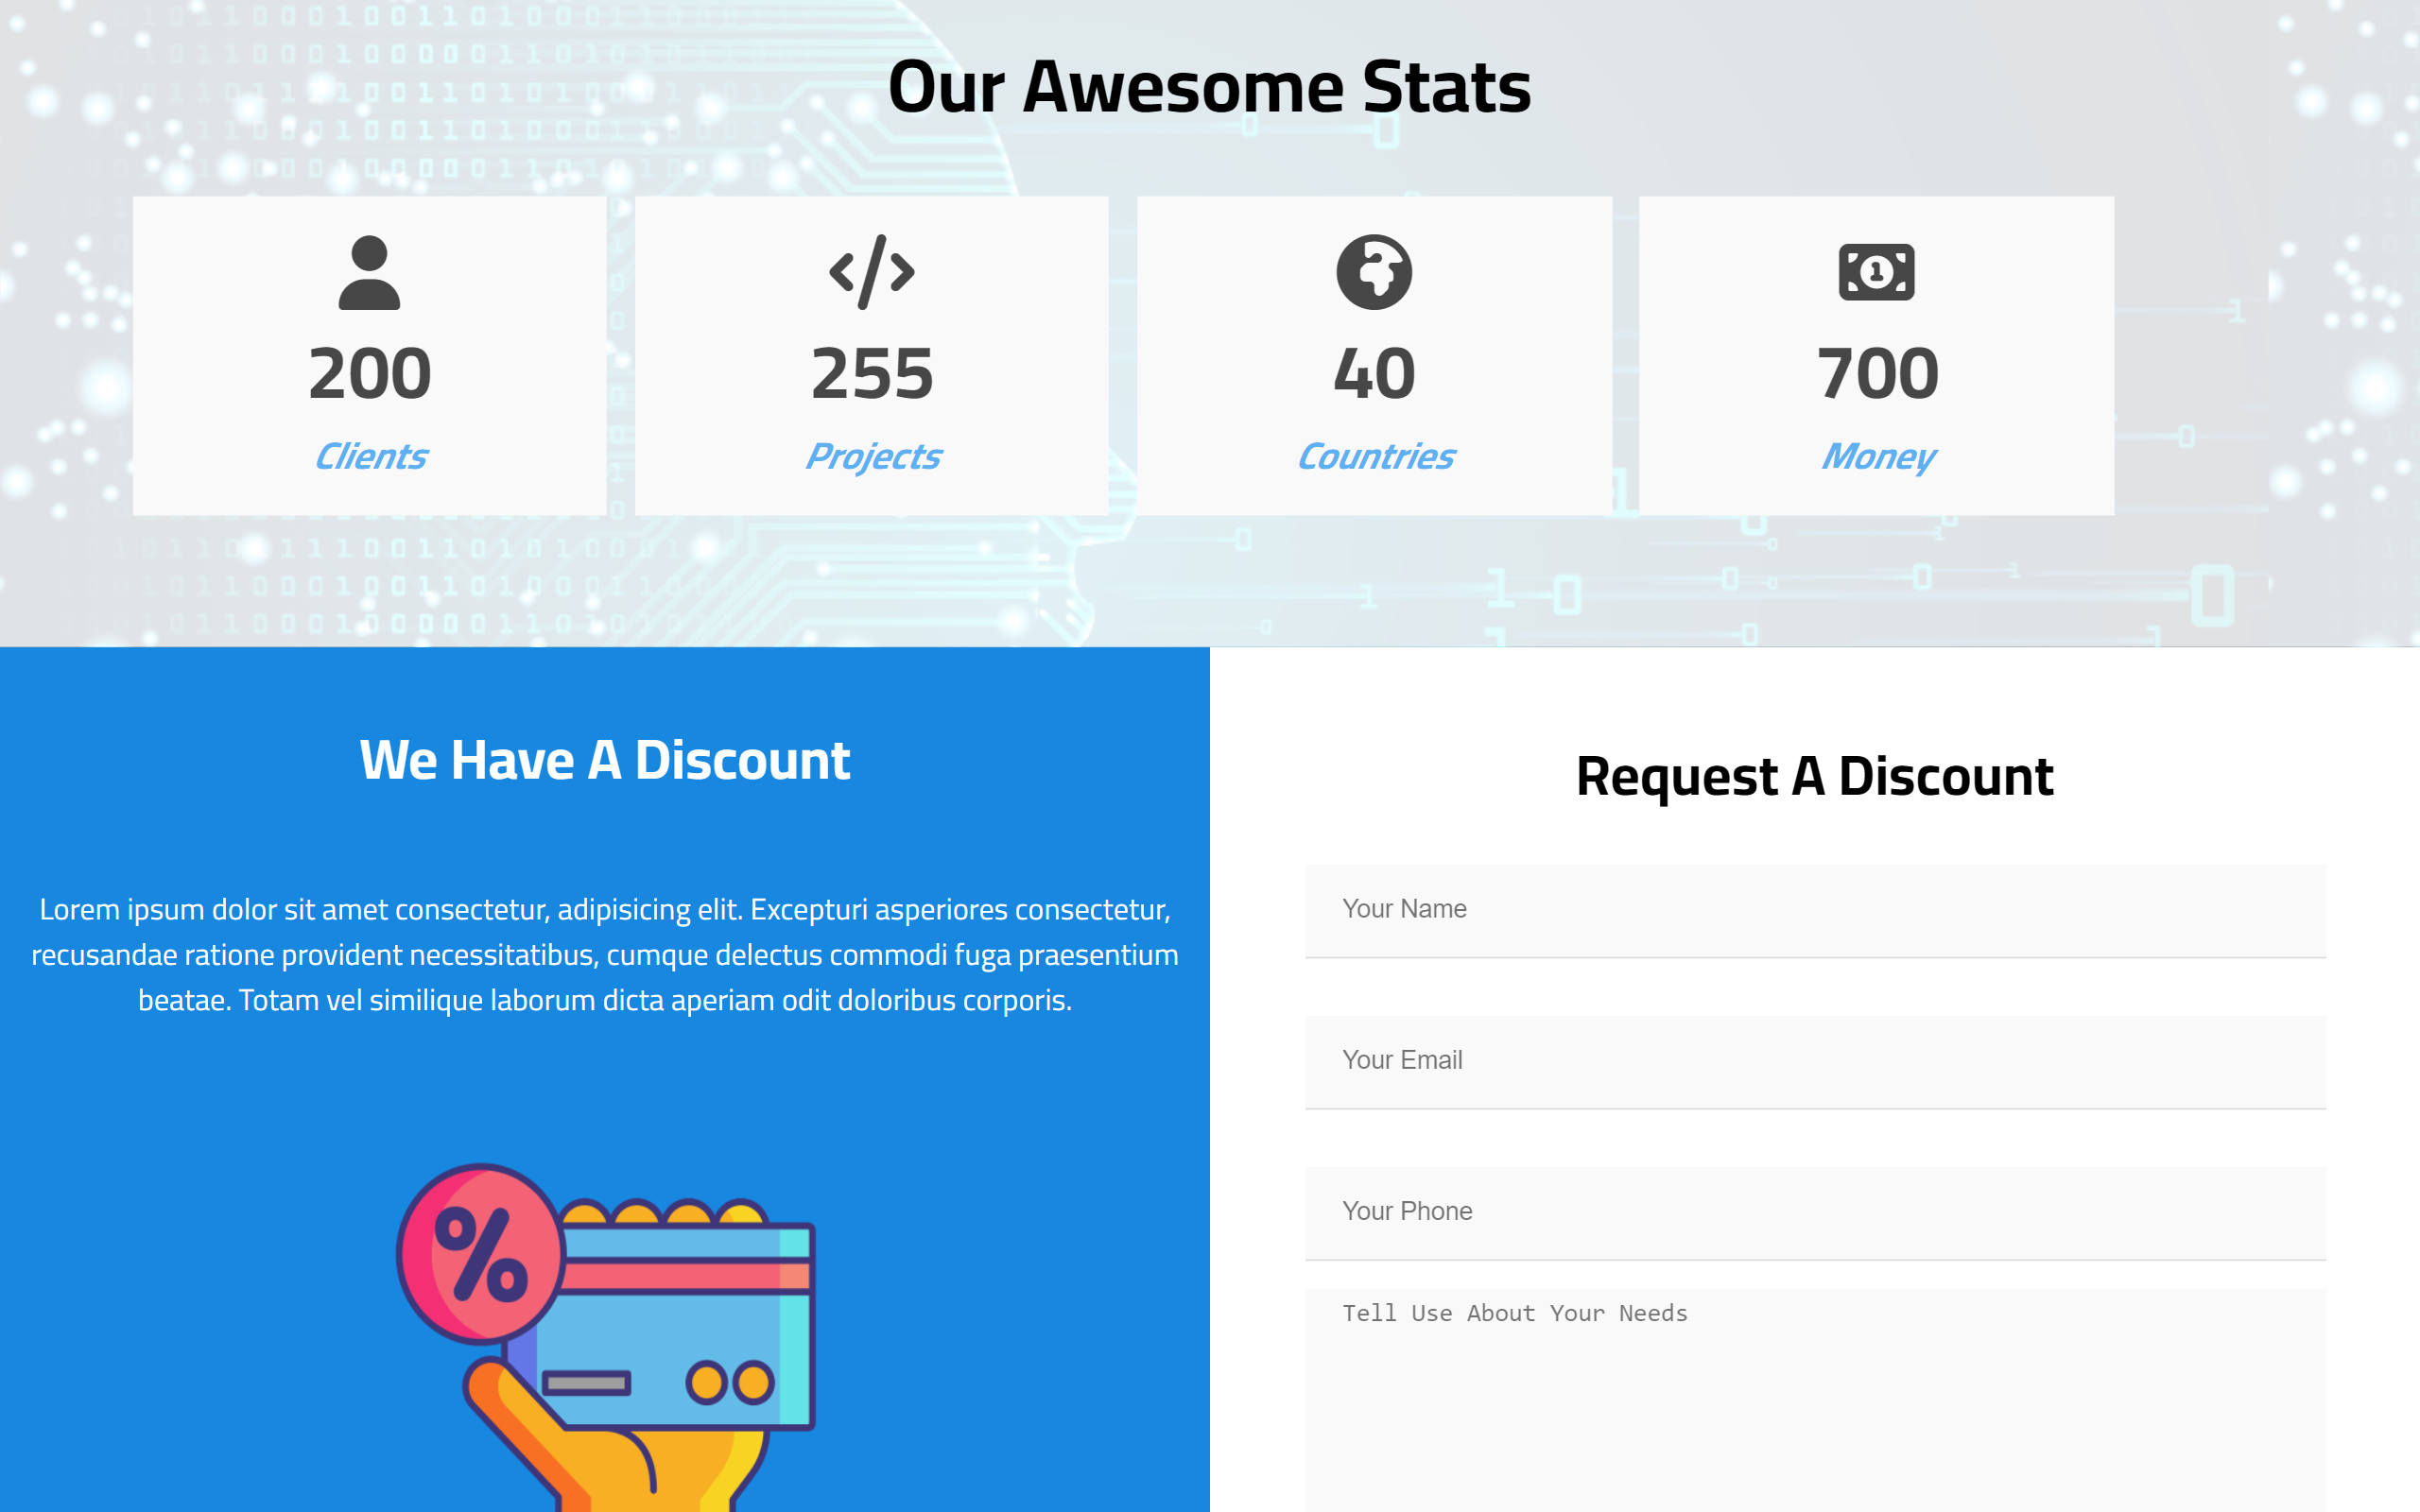 Our Awesome Stats
200
255
40
700
Clients
Projects
Countries
Money
We Have A Discount
Lorem ipsum dolor sit amet consectetur, adipisicing elit. Excepturi asperiores consectetur,
recusandae ratione provident necessitatibus, cumque delectus commodi fuga praesentium
beatae. Totam vel similique laborum dicta aperiam odit doloribus corporis.
%
Request A Discount
Your Name
Your Email
Your Phone
Tell Use About Your Needs